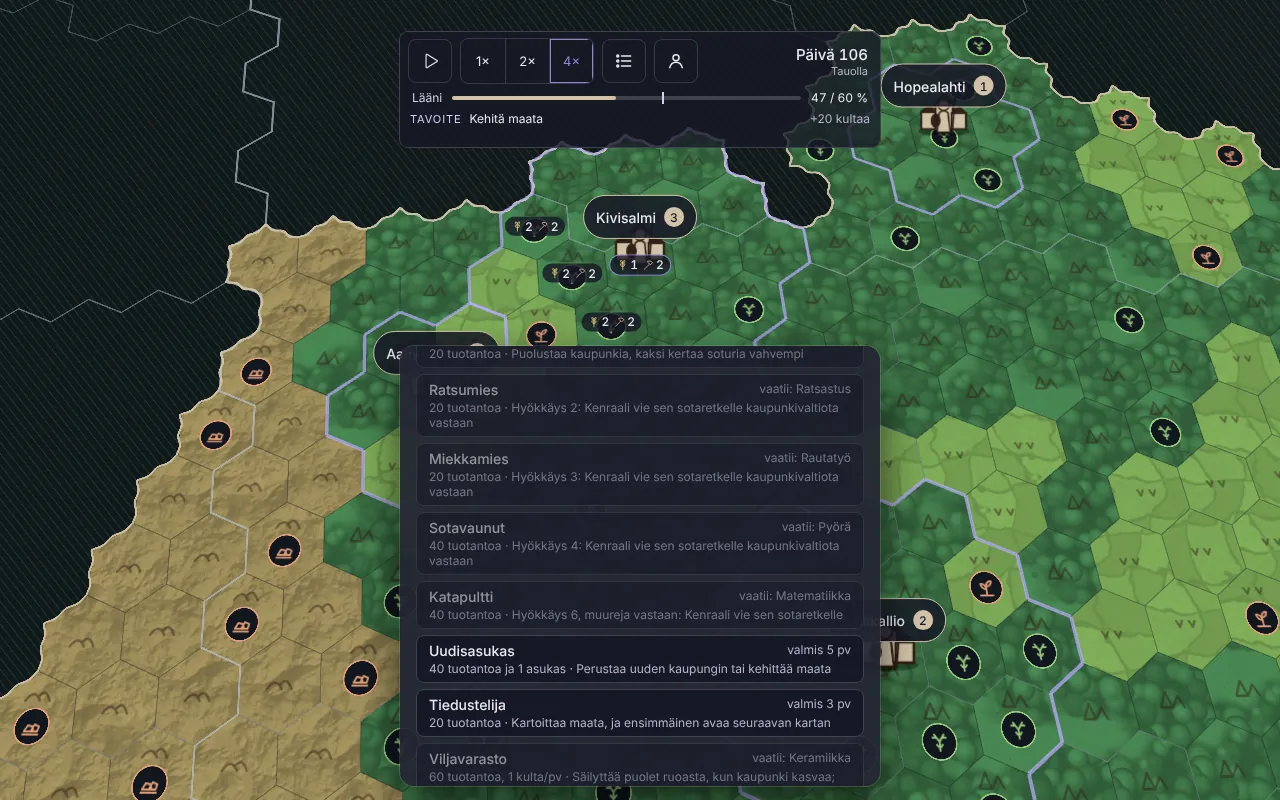 1×
2×
4×
Päivä 106
Tauolla
Lääni
47 / 60 %
TAVOITE Kehitä maata
+20 kultaa
Hopealahti 1
Kivisalmi 3
2 2
2 2
1 2
2 2
20 tuotantoa · Puolustaa kaupunkia, kaksi kertaa soturia vahvempi
Ratsumies
vaatii: Ratsastus
20 tuotantoa · Hyökkäys 2: Kenraali vie sen sotaretkelle kaupunkivaltiota
vastaan
Miekkamies
vaatii: Rautatyö
20 tuotantoa · Hyökkäys 3: Kenraali vie sen sotaretkelle kaupunkivaltiota
vastaan
Sotavaunut
vaatii: Pyörä
40 tuotantoa · Hyökkäys 4: Kenraali vie sen sotaretkelle kaupunkivaltiota
vastaan
Katapultti
vaatii: Matematiikka
40 tuotantoa · Hyökkäys 6, muureja vastaan: Kenraali vie sen sotaretkelle
allio 2
Uudisasukas
valmis 5 pv
40 tuotantoa ja 1 asukas · Perustaa uuden kaupungin tai kehittää maata
Tiedustelija
valmis 3 pv
20 tuotantoa · Kartoittaa maata, ja ensimmäinen avaa seuraavan kartan
Viljavarasto
vaatii: Keramiikka
60 tuotantoa, 1 kulta/pv · Säilyttää puolet ruoasta, kun kaupunki kasvaa;